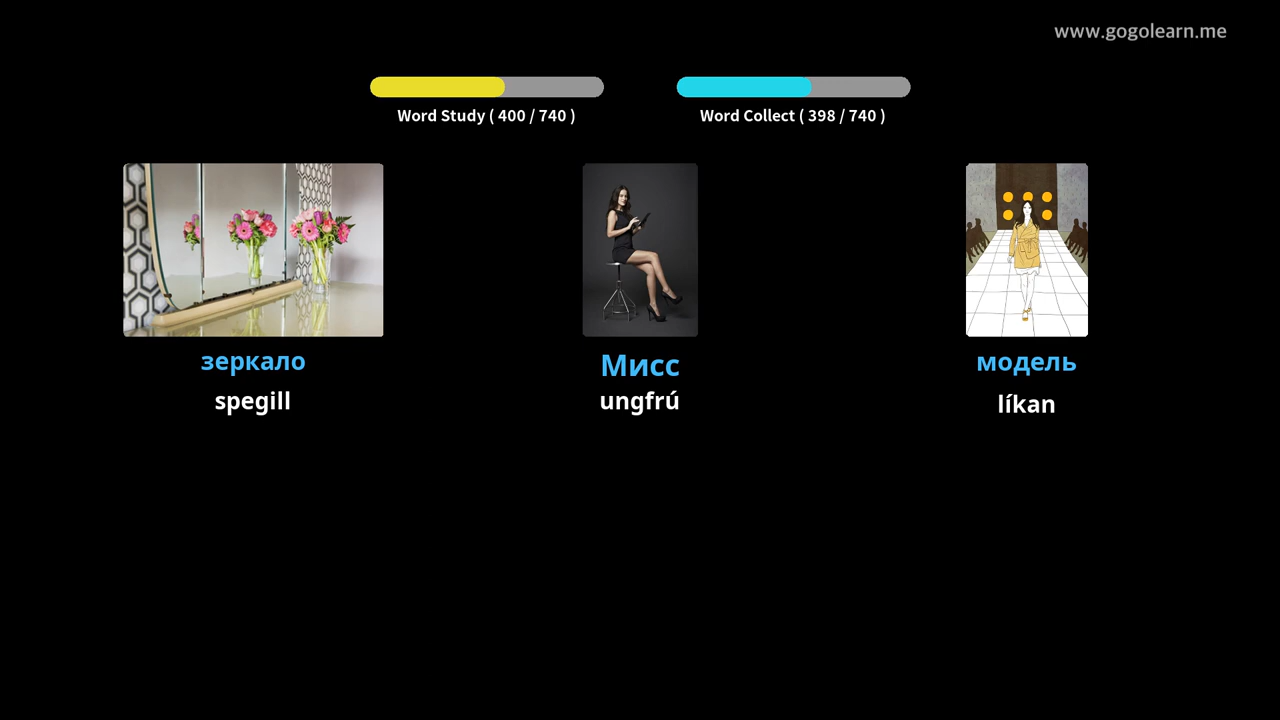 www.gogolearn.me
Word Study ( 400 / 740 )
Word Collect ( 398 / 740 )
зеркало
Мисс
модель
spegill
ungfrú
líkan